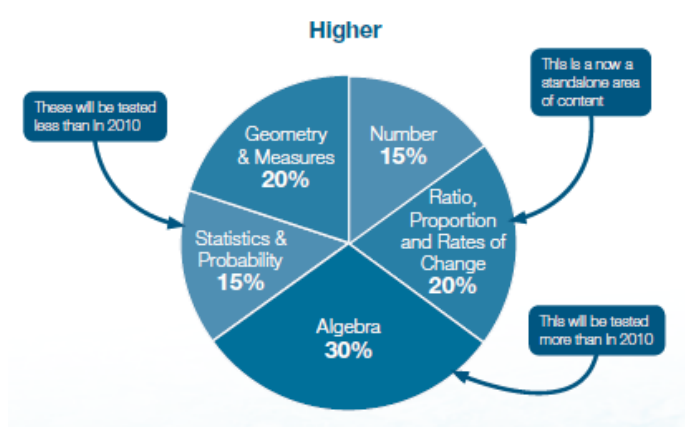 Higher
This is a now a
standalone area
of content
These will be tested
less than in 2010
Geometry
& Measures
20%
Number
15%
Ratio,
Proportion
and Rates of
Change
20%
Statistics &
Probability
15%
Algebra
30%
This will be tested
more than in 2010